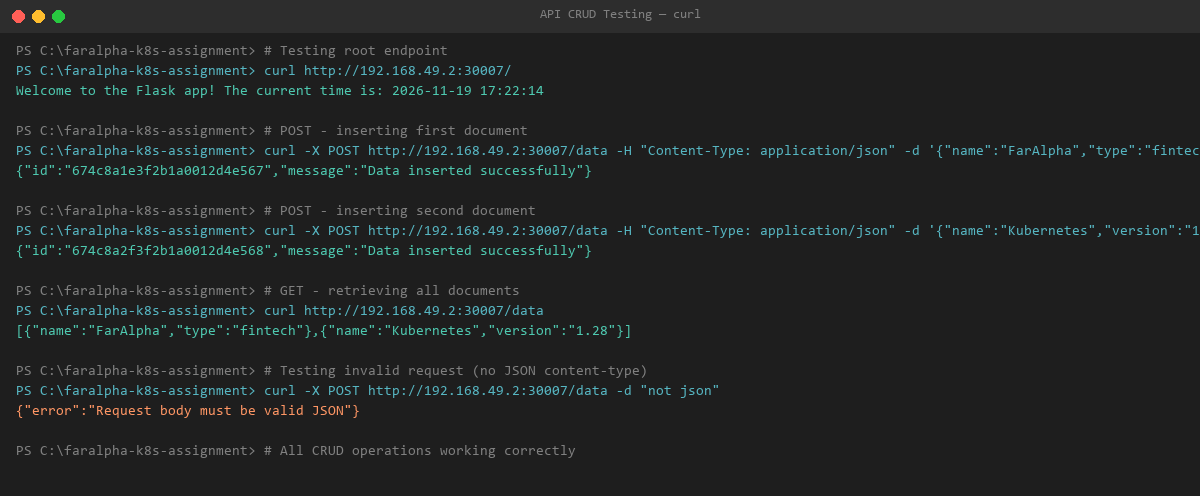 API CRUD Testing — curl
PS C:\faralpha-k8s-assignment> # Testing root endpoint
PS C:\faralpha-k8s-assignment> curl http://192.168.49.2:30007/
Welcome to the Flask app! The current time is: 2026-11-19 17:22:14
PS C:\faralpha-k8s-assignment> # POST - inserting first document
PS C:\faralpha-k8s-assignment> curl -X POST http://192.168.49.2:30007/data -H "Content-Type: application/json" -d '{"name":"FarAlpha","type":"fintec
{"id":"674c8a1e3f2b1a0012d4e567","message":"Data inserted successfully"}
PS C:\faralpha-k8s-assignment> # POST - inserting second document
PS C:\faralpha-k8s-assignment> curl -X POST http://192.168.49.2:30007/data -H "Content-Type: application/json" -d '{"name":"Kubernetes","version":"1
{"id":"674c8a2f3f2b1a0012d4e568","message":"Data inserted successfully"}
PS C:\faralpha-k8s-assignment> # GET - retrieving all documents
PS C:\faralpha-k8s-assignment> curl http://192.168.49.2:30007/data
[{"name":"FarAlpha","type":"fintech"},{"name":"Kubernetes","version":"1.28"}]
PS C:\faralpha-k8s-assignment> # Testing invalid request (no JSON content-type)
PS C:\faralpha-k8s-assignment> curl -X POST http://192.168.49.2:30007/data -d "not json"
{"error":"Request body must be valid JSON"}
PS C:\faralpha-k8s-assignment> # All CRUD operations working correctly